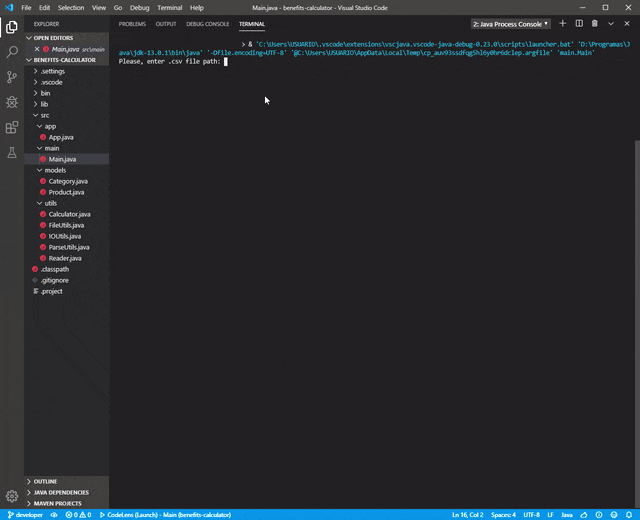 File Edit Selection View Go Debug Terminal Help
Main.java - benefits-calculator - Visual Studio Code
EXPLORER
OPEN EDITORS
Main.java src\main
BENEFITS-CALCULATOR
.settings
.vscode
bin
lib
src
app
App.java
main
Main.java
models
Category.java
Product.java
utils
Calculator.java
FileUtils.java
IOUtils.java
ParseUtils.java
Reader.java
.classpath
.gitignore
.project
OUTLINE
JAVA DEPENDENCIES
MAVEN PROJECTS
PROBLEMS OUTPUT DEBUG CONSOLE TERMINAL
2: Java Process Console
> & 'C:\Users\USUARIO\.vscode\extensions\vscjava.vscode-java-debug-0.23.0\scripts\launcher.bat' 'D:\Programas\J
ava\jdk-13.0.1\bin\java' '-Dfile.encoding=UTF-8' '@C:\Users\USUARIO\AppData\Local\Temp\cp_auv93ssdfqg5hl6y0hr6dclep.argfile' 'main.Main'
Please, enter .csv file path:
developer 0 0 CodeLens (Launch) - Main (benefits-calculator)
Ln 16, Col 2 Spaces: 4 UTF-8 LF Java